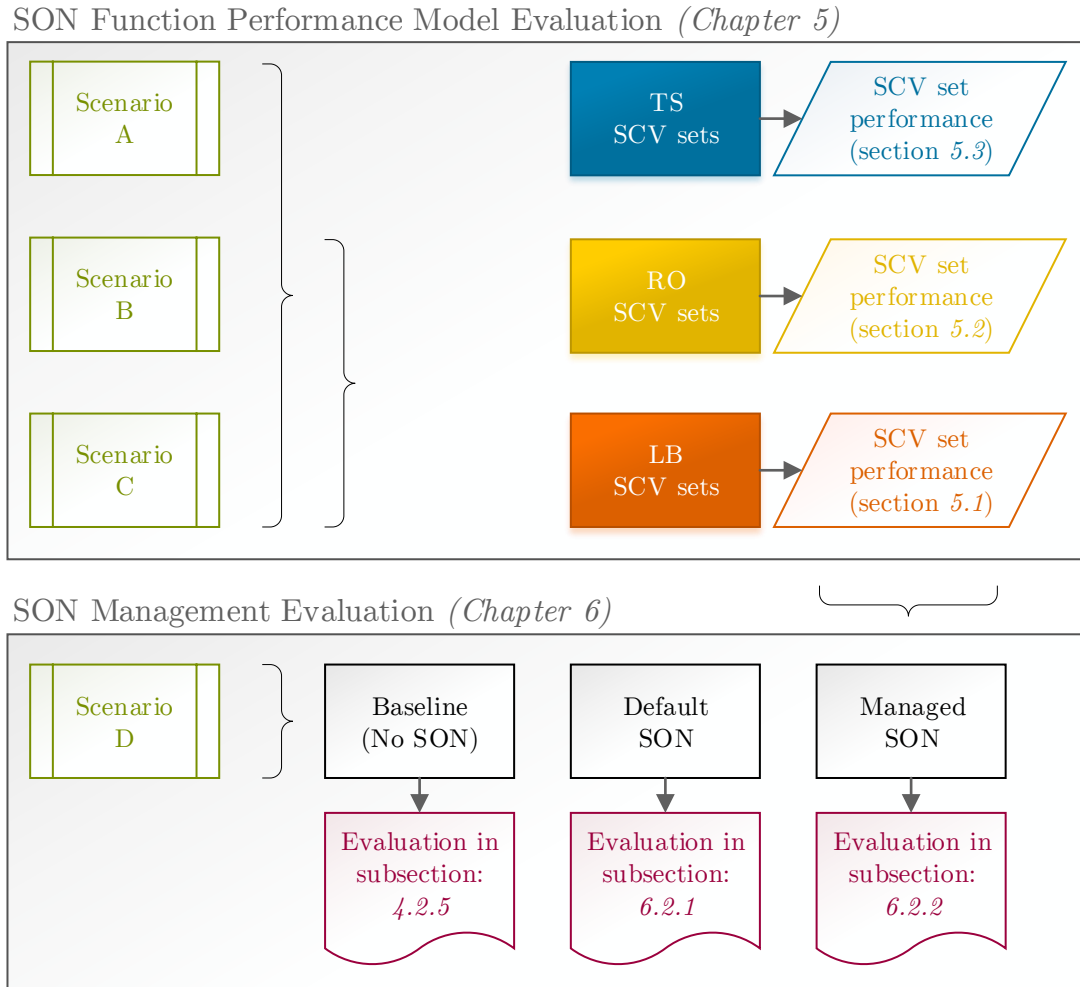 SON Function Performance Model Evaluation (Chapter 5)
Scenario
A
TS
SCV sets
SCV set
performance
(section 5.3)
Scenario
B
RO
SCV sets
SCV set
performance
(section 5.2)
Scenario
C
LB
SCV sets
SCV set
performance
(section 5.1)
SON Management Evaluation (Chapter 6)
Scenario
D
Baseline
(No SON)
Default
SON
Managed
SON
Evaluation in
subsection:
4.2.5
Evaluation in
subsection:
6.2.1
Evaluation in
subsection:
6.2.2